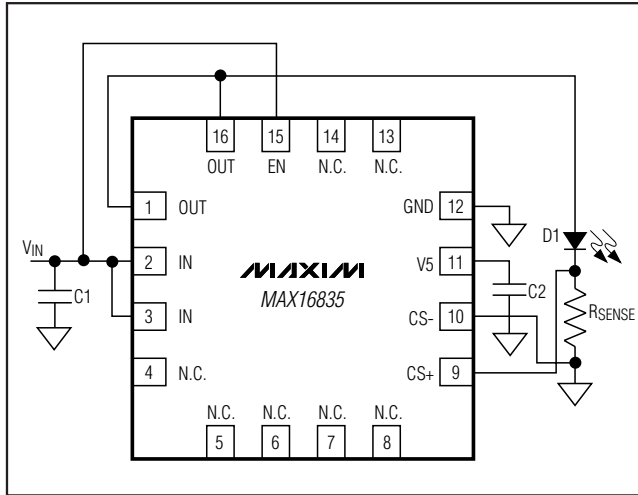 16 15 14 13
OUT EN N.C. N.C.
1 OUT
GND 12
D1
VIN
2 IN
V5 11
MAXIM
MAX16835
C1
3 IN
CS- 10
C2
RSENSE
4 N.C.
CS+ 9
N.C. N.C. N.C. N.C.
5 6 7 8